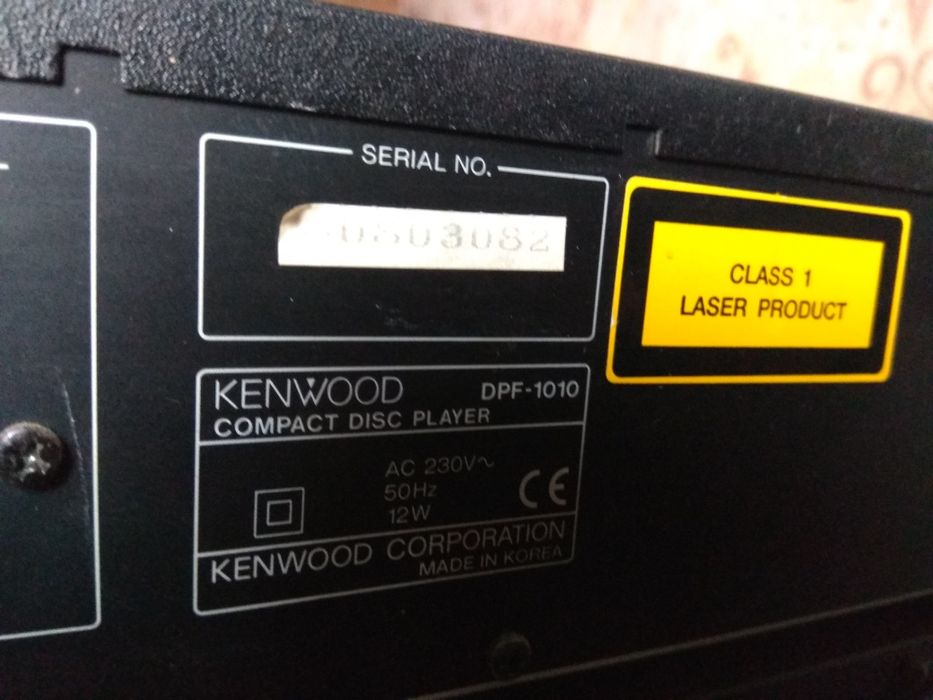 SERIAL NO.
CLASS 1
LASER PRODUCT
KENWOOD DPF-1010
COMPACT DISC PLAYER
AC 230V~
50Hz
12W
CE
KENWOOD CORPORATION
MADE IN KOREA